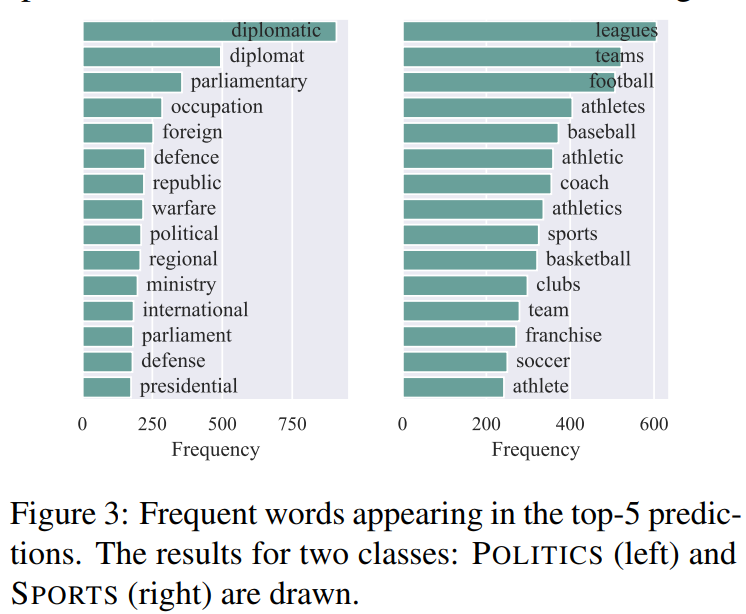 diplomatic
diplomat
parliamentary
occupation
foreign
defence
republic
warfare
political
regional
ministry
international
parliament
defense
presidential
0 250 500 750
Frequency
leagues
teams
football
athletes
baseball
athletic
coach
athletics
sports
basketball
clubs
team
franchise
soccer
athlete
0 200 400 600
Frequency
Figure 3: Frequent words appearing in the top-5 predic-
tions. The results for two classes: POLITICS (left) and
SPORTS (right) are drawn.